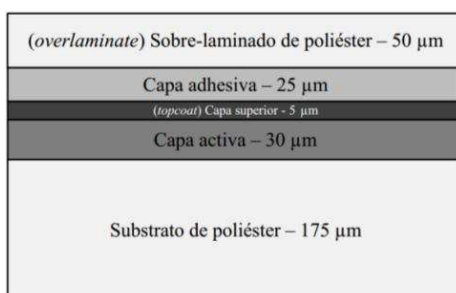 (overlaminate) Sobre-laminado de poliéster – 50 µm
Capa adhesiva – 25 µm
(topcoat) Capa superior - 5 µm
Capa activa – 30 µm
Substrato de poliéster – 175 µm